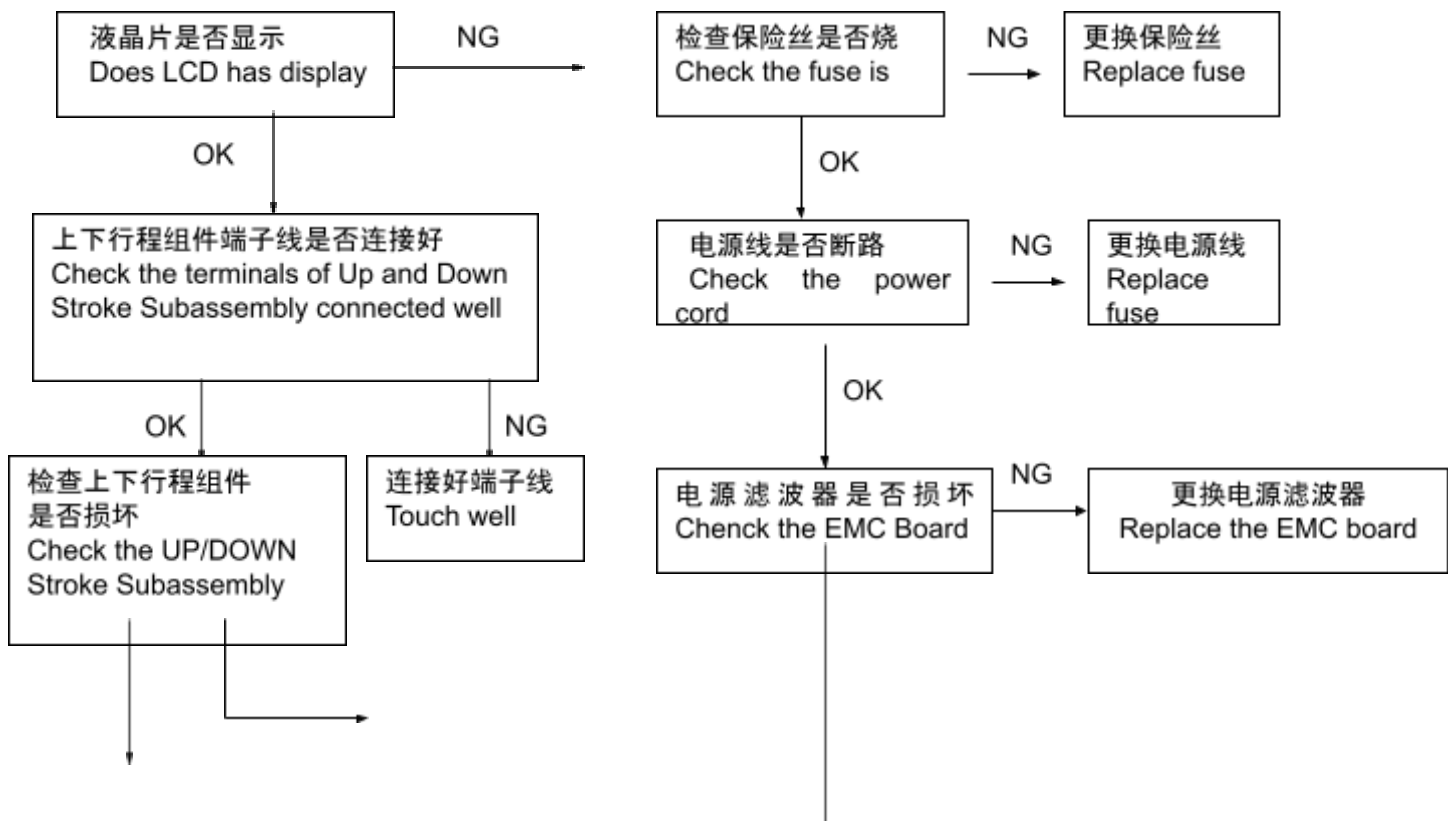 液晶片是否显示
Does LCD has display
NG
检查保险丝是否烧
Check the fuse is
NG
更换保险丝
Replace fuse
OK
OK
上下行程组件端子线是否连接好
Check the terminals of Up and Down
Stroke Subassembly connected well
电源线是否断路
Check the power
cord
NG
更换电源线
Replace
fuse
OK
OK
NG
检查上下行程组件
是否损坏
Check the UP/DOWN
Stroke Subassembly
连接好端子线
Touch well
电源滤波器是否损坏
Chenck the EMC Board
NG
更换电源滤波器
Replace the EMC board